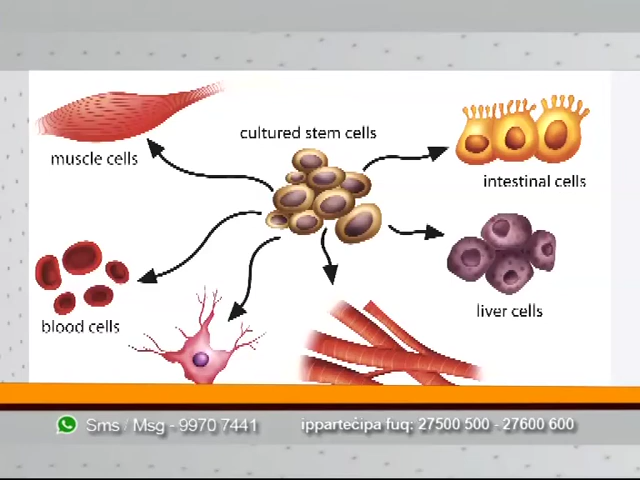 cultured stem cells
muscle cells
intestinal cells
blood cells
liver cells
Sms / Msg - 9970 7441
ipparteċipa fuq: 27500 500 - 27600 600